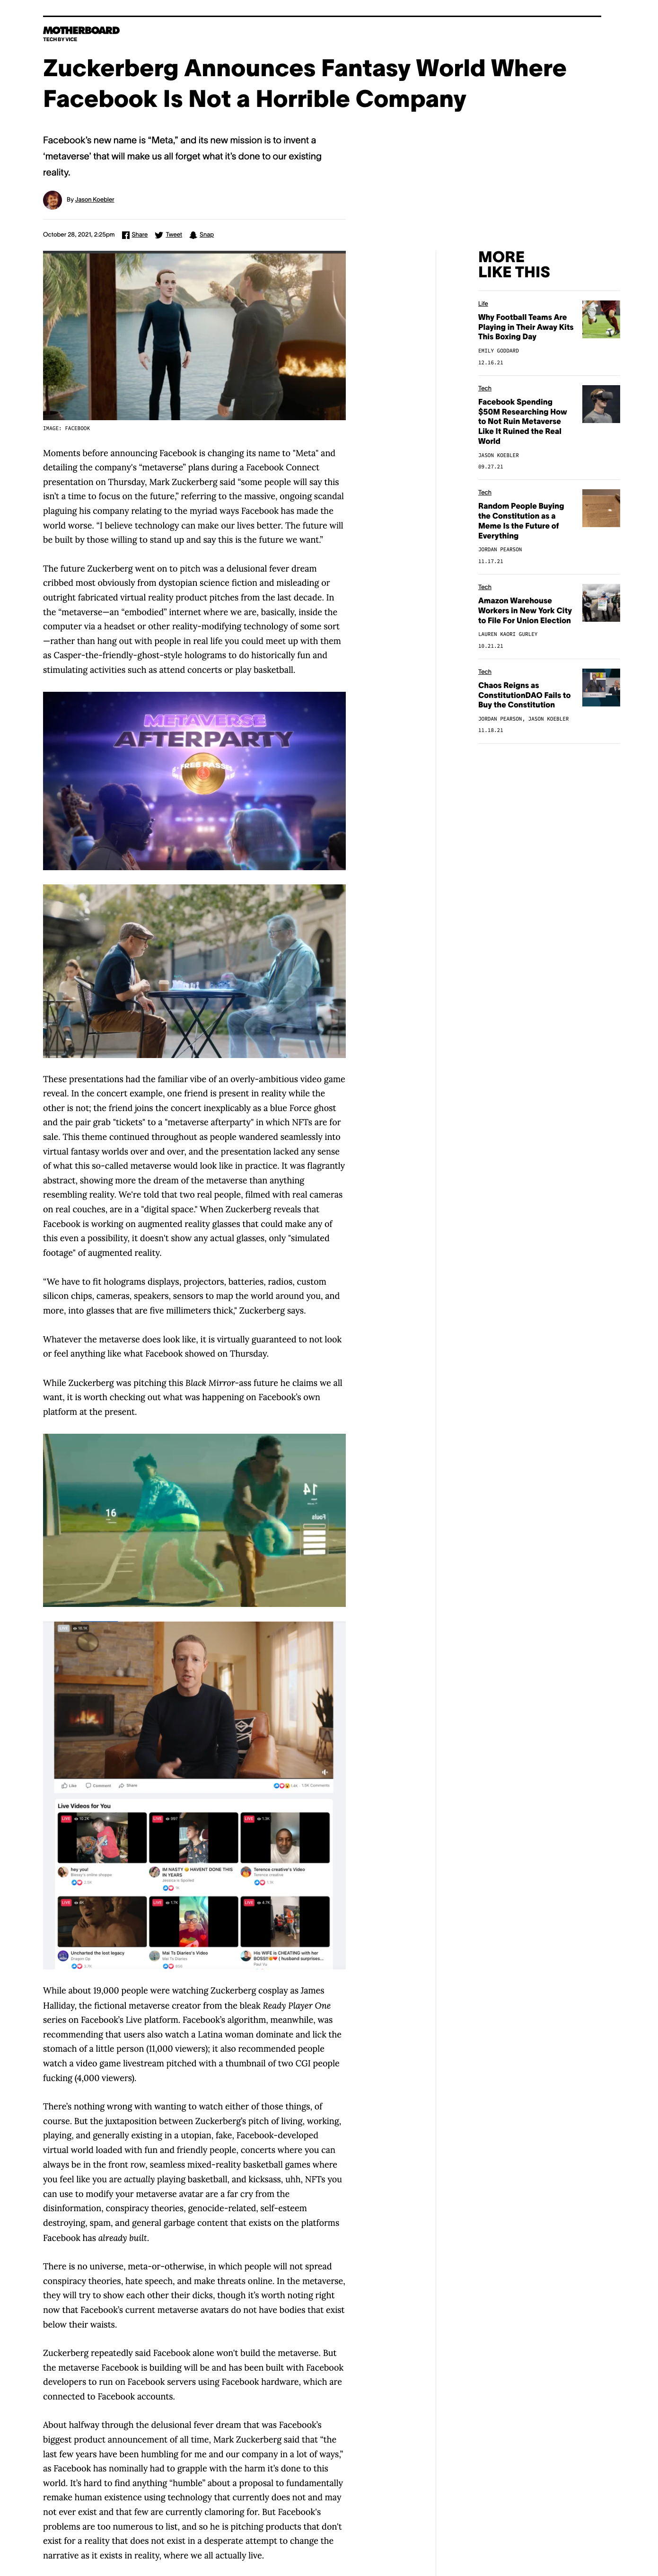 MOTHERBOARD
TECH BY VICE
Zuckerberg Announces Fantasy World Where
Facebook Is Not a Horrible Company
Facebook's new name is “Meta,” and its new mission is to invent a
‘metaverse’ that will make us all forget what it's done to our existing
reality.
By Jason Koebler
October 28, 2021, 2:25pm Share Tweet Snap
IMAGE: FACEBOOK
Moments before announcing Facebook is changing its name to "Meta" and
detailing the company's “metaverse” plans during a Facebook Connect
presentation on Thursday, Mark Zuckerberg said “some people will say this
isn't a time to focus on the future,” referring to the massive, ongoing scandal
plaguing his company relating to the myriad ways Facebook has made the
world worse. “I believe technology can make our lives better. The future will
be built by those willing to stand up and say this is the future we want.”
The future Zuckerberg went on to pitch was a delusional fever dream
cribbed most obviously from dystopian science fiction and misleading or
outright fabricated virtual reality product pitches from the last decade. In
the “metaverse—an “embodied” internet where we are, basically, inside the
computer via a headset or other reality-modifying technology of some sort
—rather than hang out with people in real life you could meet up with them
as Casper-the-friendly-ghost-style holograms to do historically fun and
stimulating activities such as attend concerts or play basketball.
METAVERSE
AFTERPARTY
FREE PASS
These presentations had the familiar vibe of an overly-ambitious video game
reveal. In the concert example, one friend is present in reality while the
other is not; the friend joins the concert inexplicably as a blue Force ghost
and the pair grab "tickets" to a "metaverse afterparty" in which NFTs are for
sale. This theme continued throughout as people wandered seamlessly into
virtual fantasy worlds over and over, and the presentation lacked any sense
of what this so-called metaverse would look like in practice. It was flagrantly
abstract, showing more the dream of the metaverse than anything
resembling reality. We're told that two real people, filmed with real cameras
on real couches, are in a "digital space." When Zuckerberg reveals that
Facebook is working on augmented reality glasses that could make any of
this even a possibility, it doesn't show any actual glasses, only "simulated
footage" of augmented reality.
“We have to fit holograms displays, projectors, batteries, radios, custom
silicon chips, cameras, speakers, sensors to map the world around you, and
more, into glasses that are five millimeters thick," Zuckerberg says.
Whatever the metaverse does look like, it is virtually guaranteed to not look
or feel anything like what Facebook showed on Thursday.
While Zuckerberg was pitching this Black Mirror-ass future he claims we all
want, it is worth checking out what was happening on Facebook's own
platform at the present.
16
14
Fouls
Like Comment Share
Live Videos for You
LIVE
LIVE
LIVE
hey you!
IM NASTY HAVENT DONE THIS
IN YEARS
Terence creative's Video
Terence creative
LIVE
LIVE
LIVE
Uncharted the lost legacy
Mai Ts Diaries's Video
Mai Ts Diaries
His WIFE is CHEATING with her
BOSS!! ( husband surprises...
While about 19,000 people were watching Zuckerberg cosplay as James
Halliday, the fictional metaverse creator from the bleak Ready Player One
series on Facebook's Live platform. Facebook's algorithm, meanwhile, was
recommending that users also watch a Latina woman dominate and lick the
stomach of a little person (11,000 viewers); it also recommended people
watch a video game livestream pitched with a thumbnail of two CGI people
fucking (4,000 viewers).
There's nothing wrong with wanting to watch either of those things, of
course. But the juxtaposition between Zuckerberg's pitch of living, working,
playing, and generally existing in a utopian, fake, Facebook-developed
virtual world loaded with fun and friendly people, concerts where you can
always be in the front row, seamless mixed-reality basketball games where
you feel like you are actually playing basketball, and kickass, uhh, NFTs you
can use to modify your metaverse avatar are a far cry from the
disinformation, conspiracy theories, genocide-related, self-esteem
destroying, spam, and general garbage content that exists on the platforms
Facebook has already built.
There is no universe, meta-or-otherwise, in which people will not spread
conspiracy theories, hate speech, and make threats online. In the metaverse,
they will try to show each other their dicks, though it's worth noting right
now that Facebook's current metaverse avatars do not have bodies that exist
below their waists.
Zuckerberg repeatedly said Facebook alone won't build the metaverse. But
the metaverse Facebook is building will be and has been built with Facebook
developers to run on Facebook servers using Facebook hardware, which are
connected to Facebook accounts.
About halfway through the delusional fever dream that was Facebook's
biggest product announcement of all time, Mark Zuckerberg said that “the
last few years have been humbling for me and our company in a lot of ways,”
as Facebook has nominally had to grapple with the harm it's done to this
world. It's hard to find anything “humble” about a proposal to fundamentally
remake human existence using technology that currently does not and may
not ever exist and that few are currently clamoring for. But Facebook's
problems are too numerous to list, and so he is pitching products that don't
exist for a reality that does not exist in a desperate attempt to change the
narrative as it exists in reality, where we all actually live.
MORE
LIKE THIS
Life
Why Football Teams Are
Playing in Their Away Kits
This Boxing Day
EMILY GODDARD
12.16.21
Tech
Facebook Spending
$50M Researching How
to Not Ruin Metaverse
Like It Ruined the Real
World
JASON KOEBLER
09.27.21
Tech
Random People Buying
the Constitution as a
Meme Is the Future of
Everything
JORDAN PEARSON
11.17.21
Tech
Amazon Warehouse
Workers in New York City
to File For Union Election
LAUREN KAORI GURLEY
10.21.21
Tech
Chaos Reigns as
ConstitutionDAO Fails to
Buy the Constitution
JORDAN PEARSON, JASON KOEBLER
11.18.21